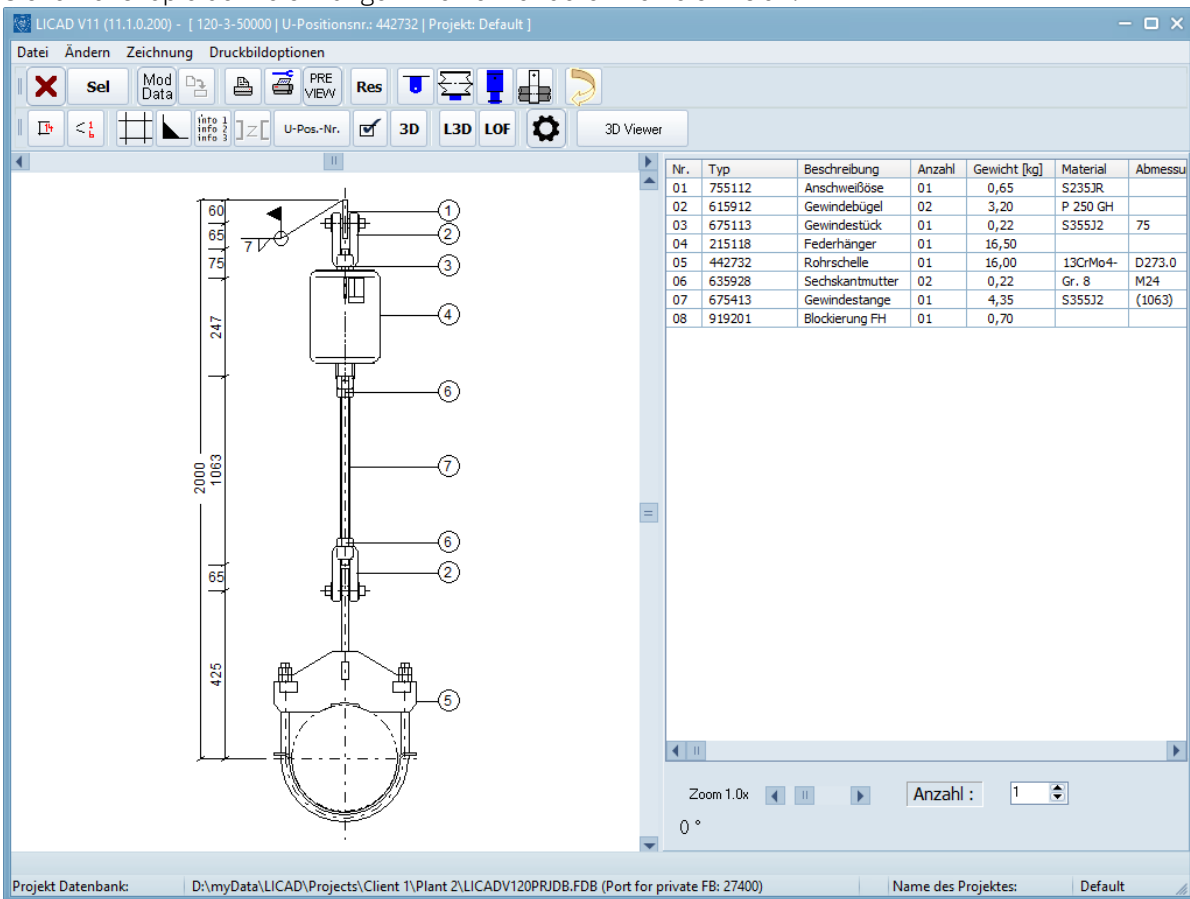 LICAD V11 (11.1.0.200) - [ 120-3-50000 | U-Positionsnr.: 442732 | Projekt: Default ]
Datei Ändern Zeichnung Druckbildoptionen
Sel Mod Data PRE VIEW Res
info 1 info 2 info 3 ]Z[ U-Pos.-Nr. 3D L3D LOF 3D Viewer
Nr. Typ Beschreibung Anzahl Gewicht [kg] Material Abmessu
01 755112 Anschweißöse 01 0,65 S235JR
02 615912 Gewindebügel 02 3,20 P 250 GH
03 675113 Gewindestück 01 0,22 S355J2 75
04 215118 Federhänger 01 16,50
05 442732 Rohrschelle 01 16,00 13CrMo4- D273.0
06 635928 Sechskantmutter 02 0,22 Gr. 8 M24
07 675413 Gewindestange 01 4,35 S355J2 (1063)
08 919201 Blockierung FH 01 0,70
60
65
75
247
2000
1063
65
425
7
1
2
3
4
6
7
6
2
5
Zoom 1.0x Anzahl : 1
0 °
Projekt Datenbank: D:\myData\LICAD\Projects\Client 1\Plant 2\LICADV120PRJDB.FDB (Port for private FB: 27400) Name des Projektes: Default